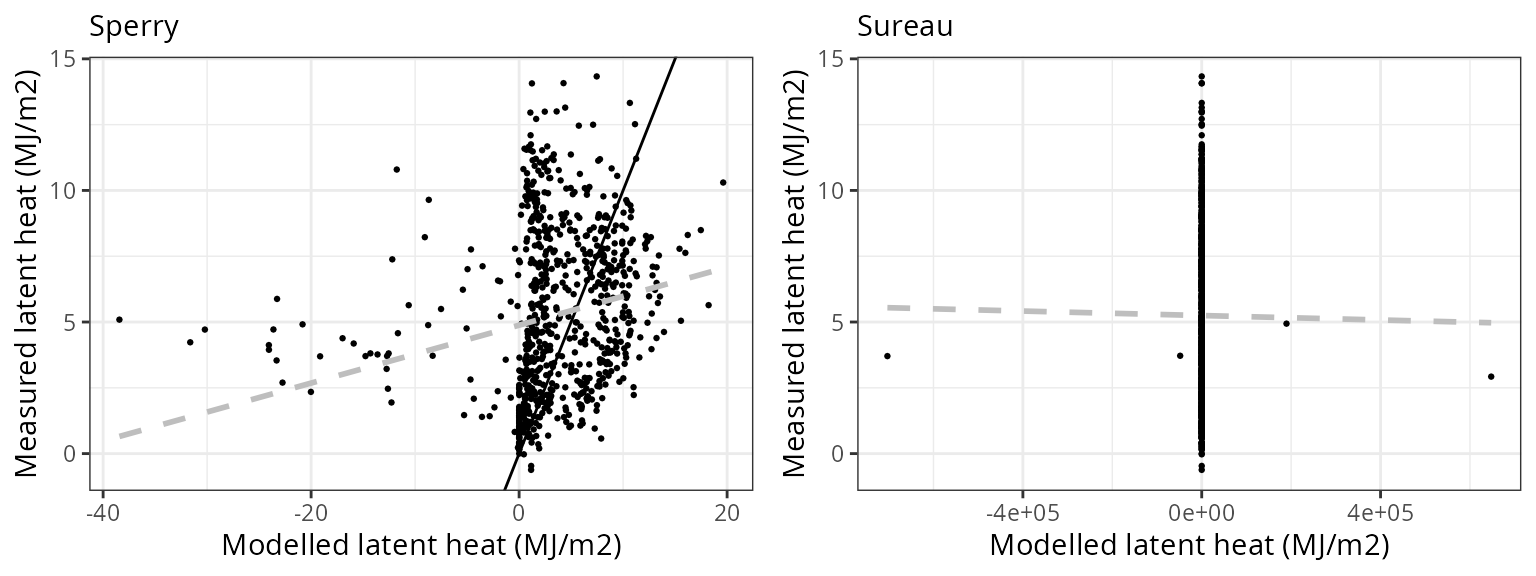 Sperry
Measured latent heat (MJ/m2)
15
10
5
0
-40
-20
0
20
Modelled latent heat (MJ/m2)
Sureau
Measured latent heat (MJ/m2)
15
10
5
0
-4e+05
0e+00
4e+05
Modelled latent heat (MJ/m2)